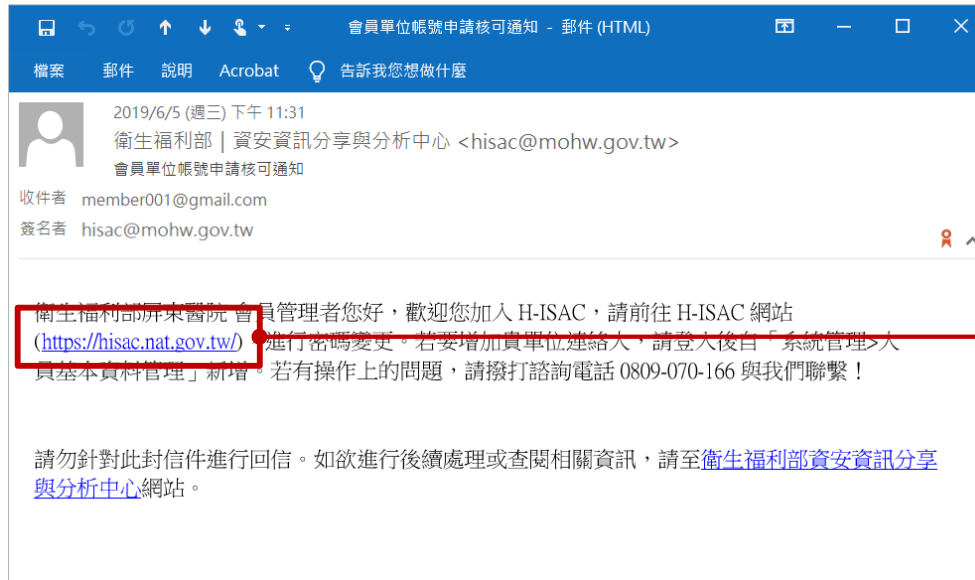 會員單位帳號申請核可通知 - 郵件 (HTML)
檔案 郵件 說明 Acrobat 告訴我您想做什麼
2019/6/5 (週三) 下午 11:31
衛生福利部 | 資安資訊分享與分析中心 <hisac@mohw.gov.tw>
會員單位帳號申請核可通知
收件者 member001@gmail.com
簽名者 hisac@mohw.gov.tw
衛生福利部屏東醫院 會員管理者您好，歡迎您加入 H-ISAC，請前往 H-ISAC 網站
(https://hisac.nat.gov.tw/) 進行密碼變更。若要增加貴單位連絡人，請登入後自「系統管理>人
員基本資料管理」新增。若有操作上的問題，請撥打諮詢電話 0809-070-166 與我們聯繫！
請勿針對此封信件進行回信。如欲進行後續處理或查閱相關資訊，請至衛生福利部資安資訊分享
與分析中心網站。